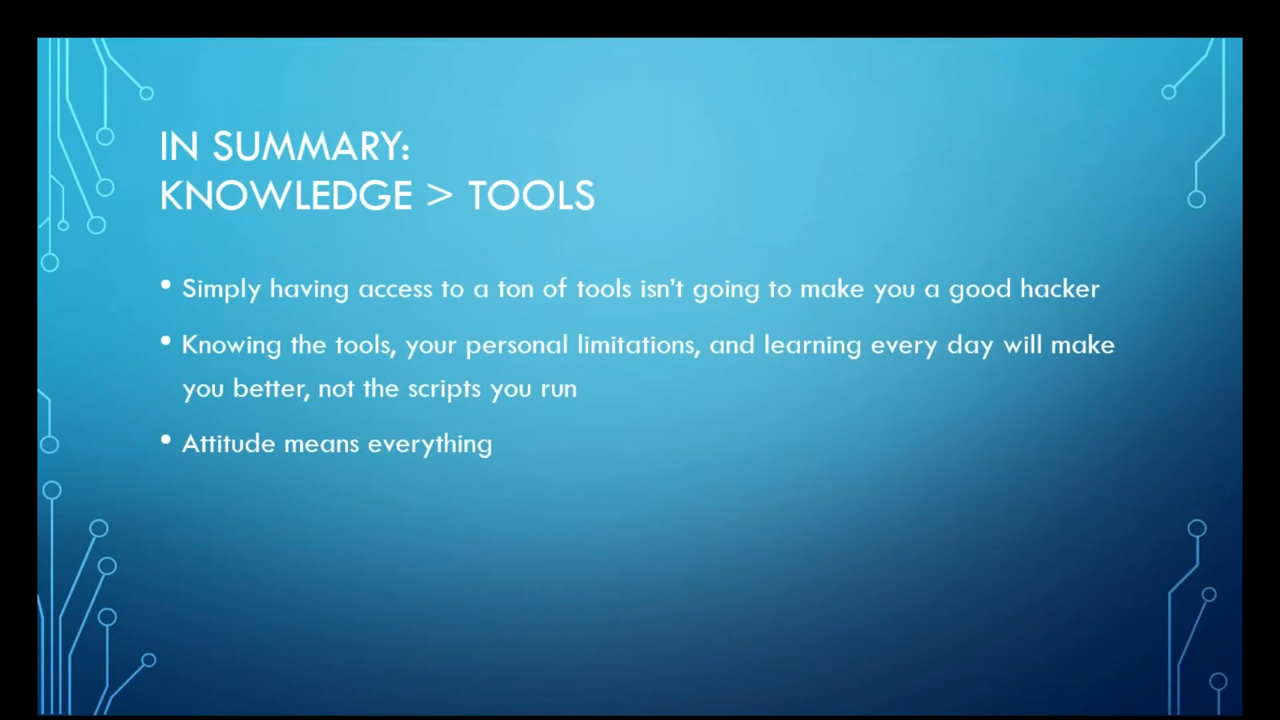 IN SUMMARY:
KNOWLEDGE > TOOLS
• Simply having access to a ton of tools isn't going to make you a good hacker
• Knowing the tools, your personal limitations, and learning every day will make
you better, not the scripts you run
• Attitude means everything